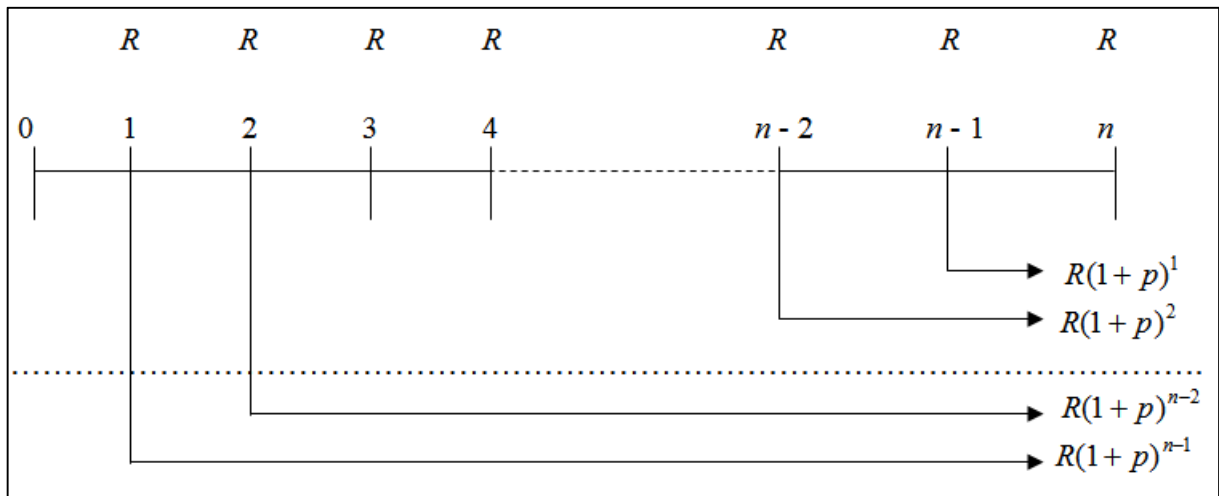 R R R R R R R
0 1 2 3 4 n - 2 n - 1 n
R(1 + p)¹
R(1 + p)²
R(1 + p)ⁿ⁻²
R(1 + p)ⁿ⁻¹